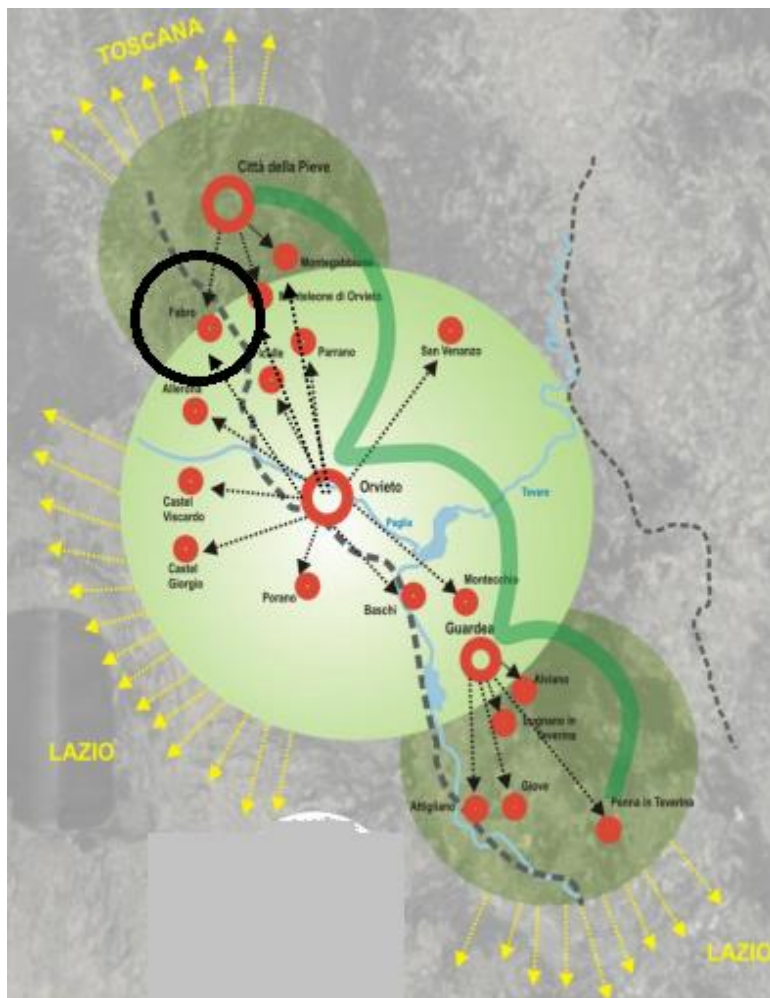 TOSCANA
Città della Pieve
Montegabbione
Monteleone di Orvieto
Fabro
Parrano
San Venanzo
Allerona
Orvieto
Castel
Viscardo
Tevere
Paglia
Castel
Giorgio
Porano
Baschi
Montecchio
Guardea
Alviano
Lugnano in
Teverina
LAZIO
Attigliano
Giove
Penna in Teverina
LAZIO